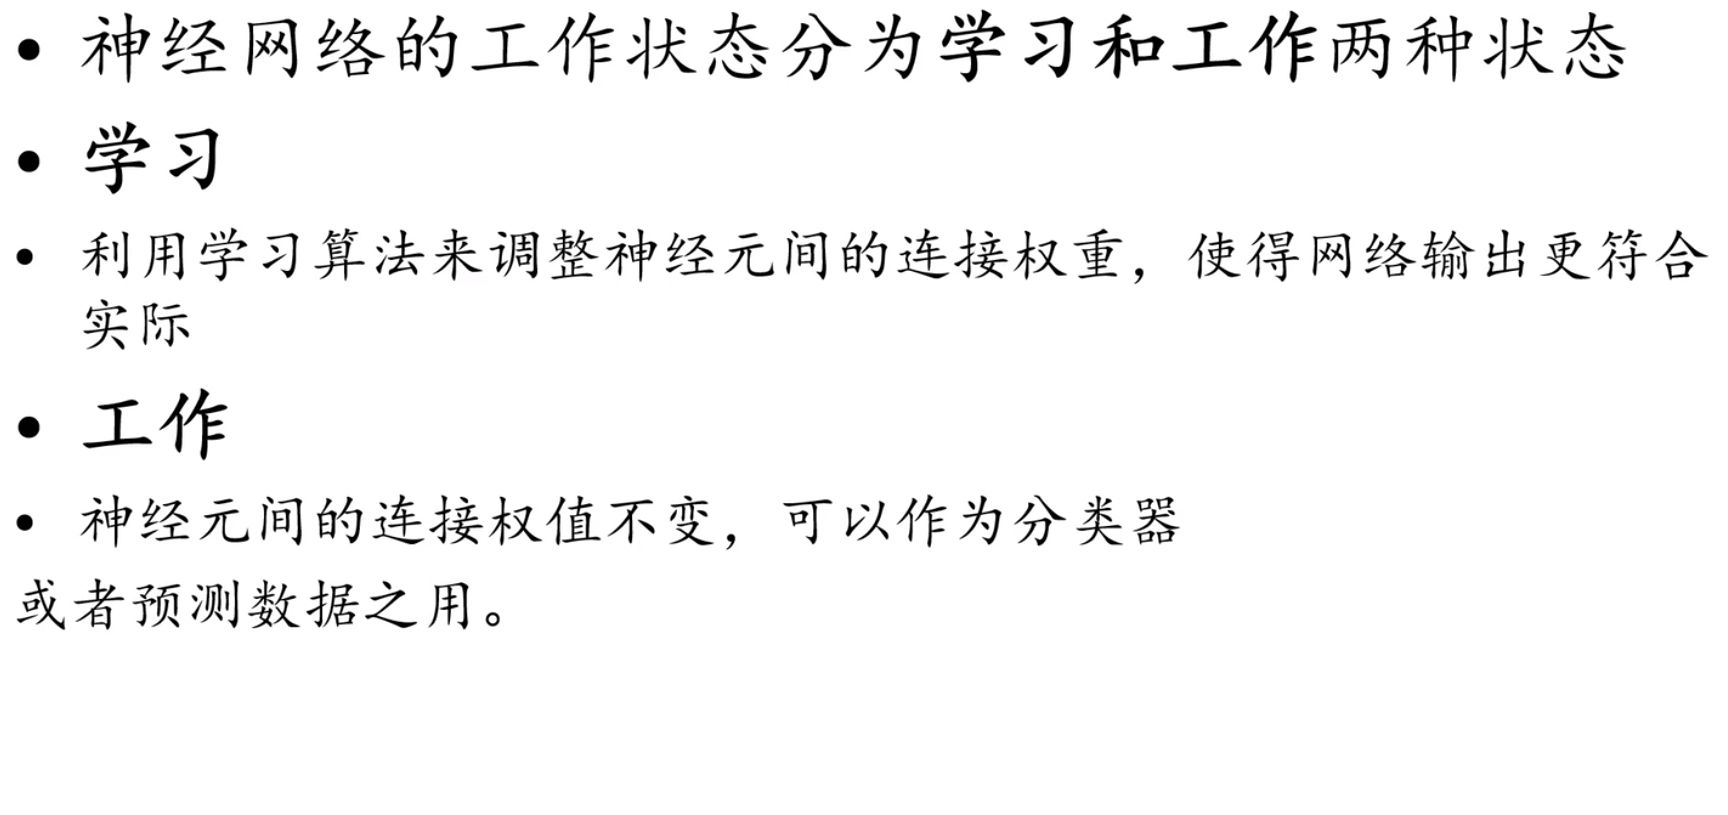 • 神经网络的工作状态分为学习和工作两种状态
• 学习
• 利用学习算法来调整神经元间的连接权重，使得网络输出更符合
实际
• 工作
• 神经元间的连接权值不变，可以作为分类器
或者预测数据之用。